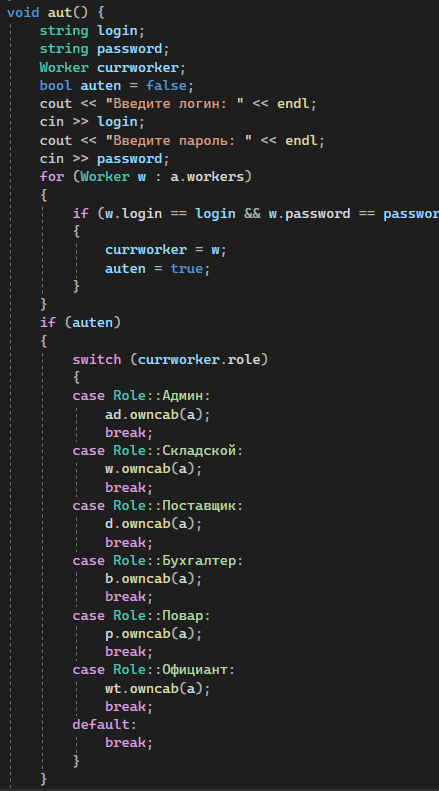 void aut() {
string login;
string password;
Worker currworker;
bool auten = false;
cout << "Введите логин: " << endl;
cin >> login;
cout << "Введите пароль: " << endl;
cin >> password;
for (Worker w : a.workers)
{
if (w.login == login && w.password == passwor
{
currworker = w;
auten = true;
}
}
if (auten)
{
switch (currworker.role)
{
case Role::Админ:
ad.owncab(a);
break;
case Role::Складской:
w.owncab(a);
break;
case Role::Поставщик:
d.owncab(a);
break;
case Role::Бухгалтер:
b.owncab(a);
break;
case Role::Повар:
p.owncab(a);
break;
case Role::Официант:
wt.owncab(a);
break;
default:
break;
}
}